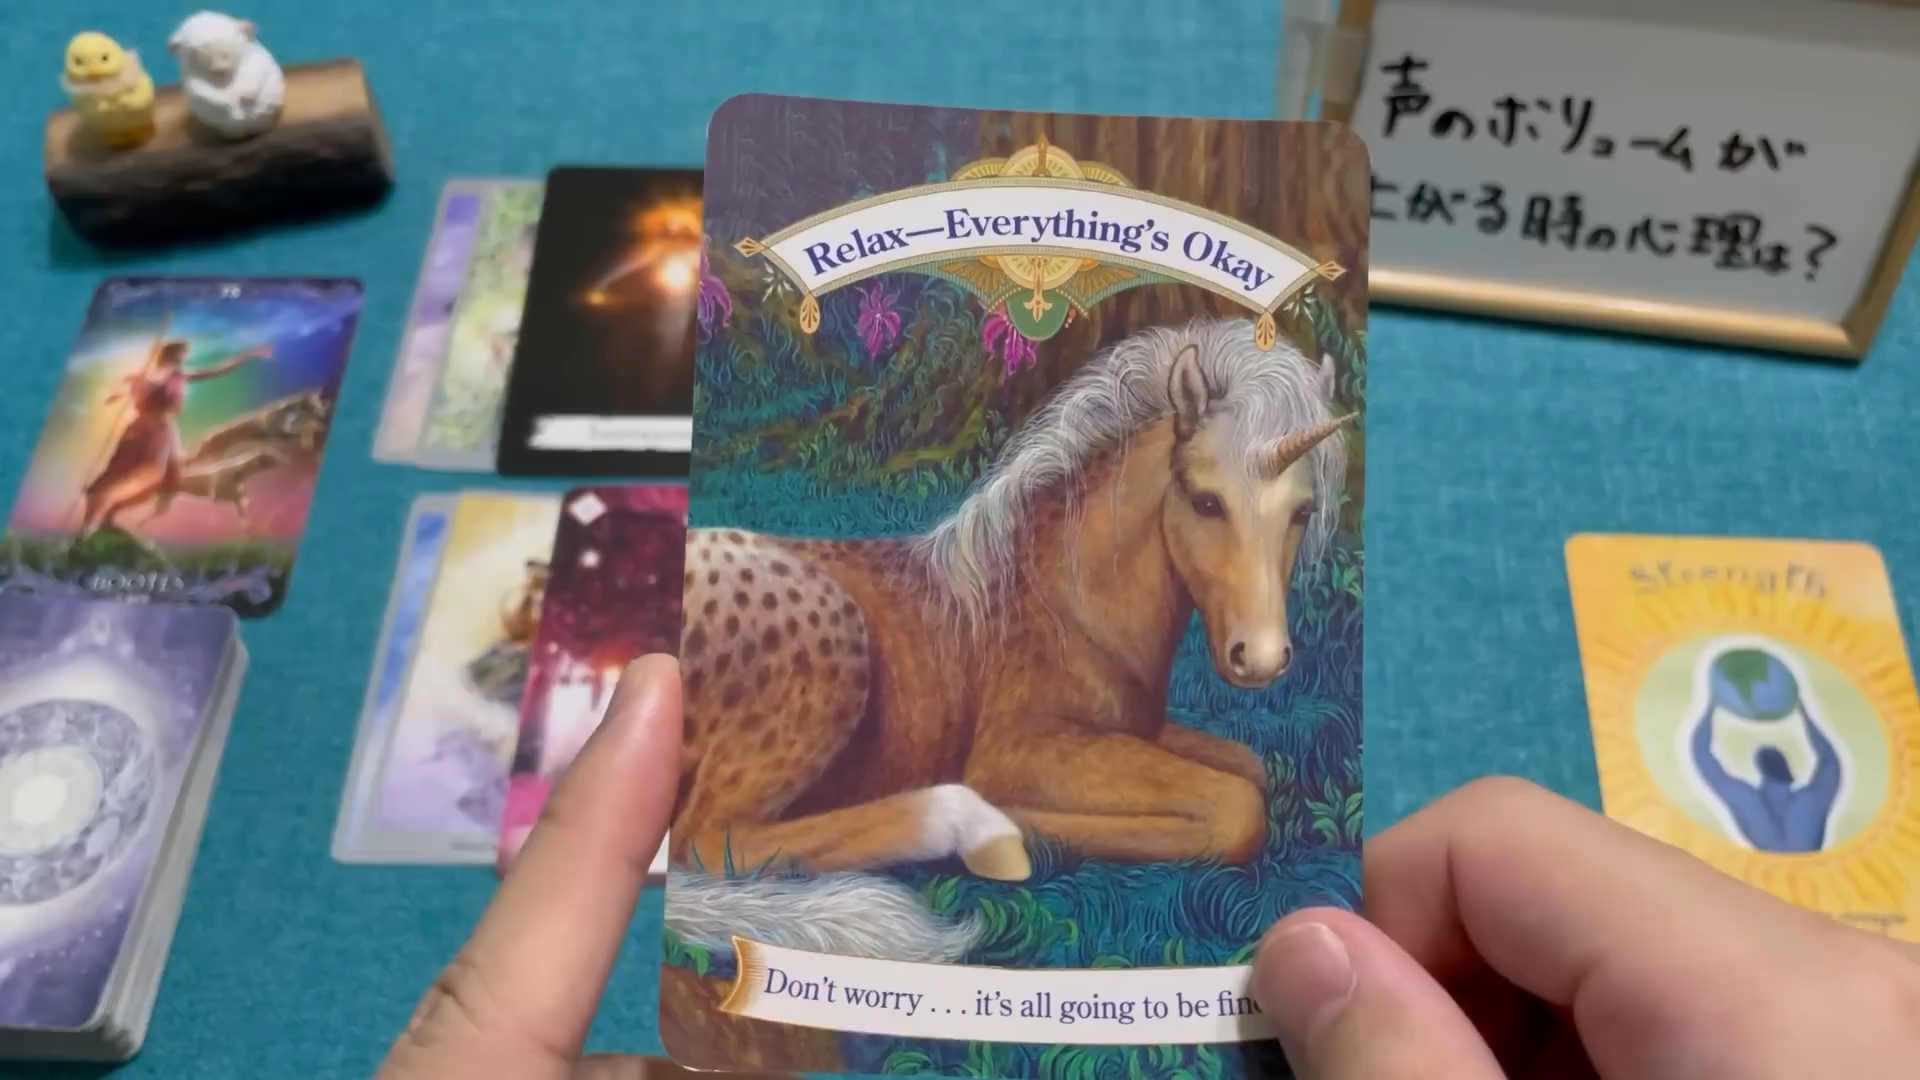 声のボリュームが
上がる時の心理は?
Relax—Everything's Okay
Don't worry . . . it's all going to be fin
Strength